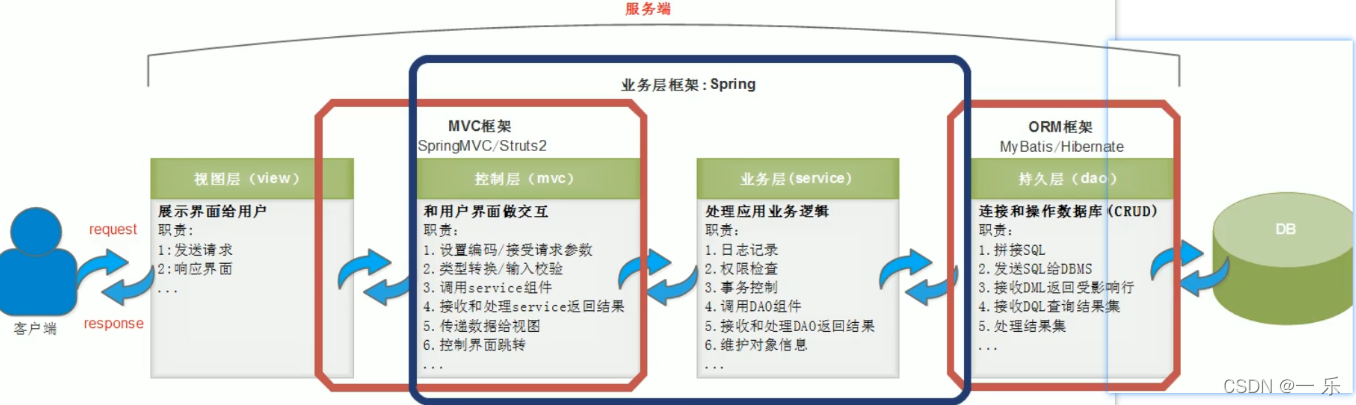 服务端
业务层框架:Spring
MVC框架
SpringMVC/Struts2
ORM框架
MyBatis/Hibernate
客户端
request
response
视图层（view）
展示界面给用户
职责:
1:发送请求
2:响应界面
...
控制层（mvc）
和用户界面做交互
职责:
1.设置编码/接受请求参数
2.类型转换/输入校验
3.调用service组件
4.接收和处理service返回结果
5.传递数据给视图
6.控制界面跳转
...
业务层(service)
处理应用业务逻辑
职责:
1.日志记录
2.权限检查
3.事务控制
4.调用DAO组件
5.接收和处理DAO返回结果
6.维护对象信息
...
持久层（dao）
连接和操作数据库(CRUD)
职责:
1.拼接SQL
2.发送SQL给DBMS
3.接收DML返回受影响行
4.接收DQL查询结果集
5.处理结果集
...
DB
CSDN @一 乐